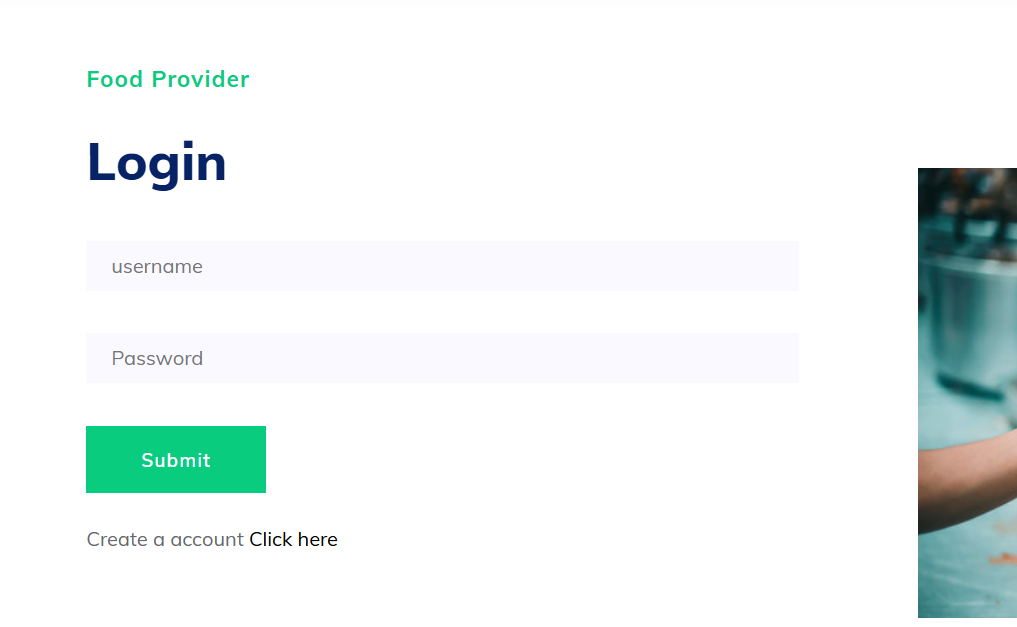 Food Provider
Login
username
Password
Submit
Create a account Click here